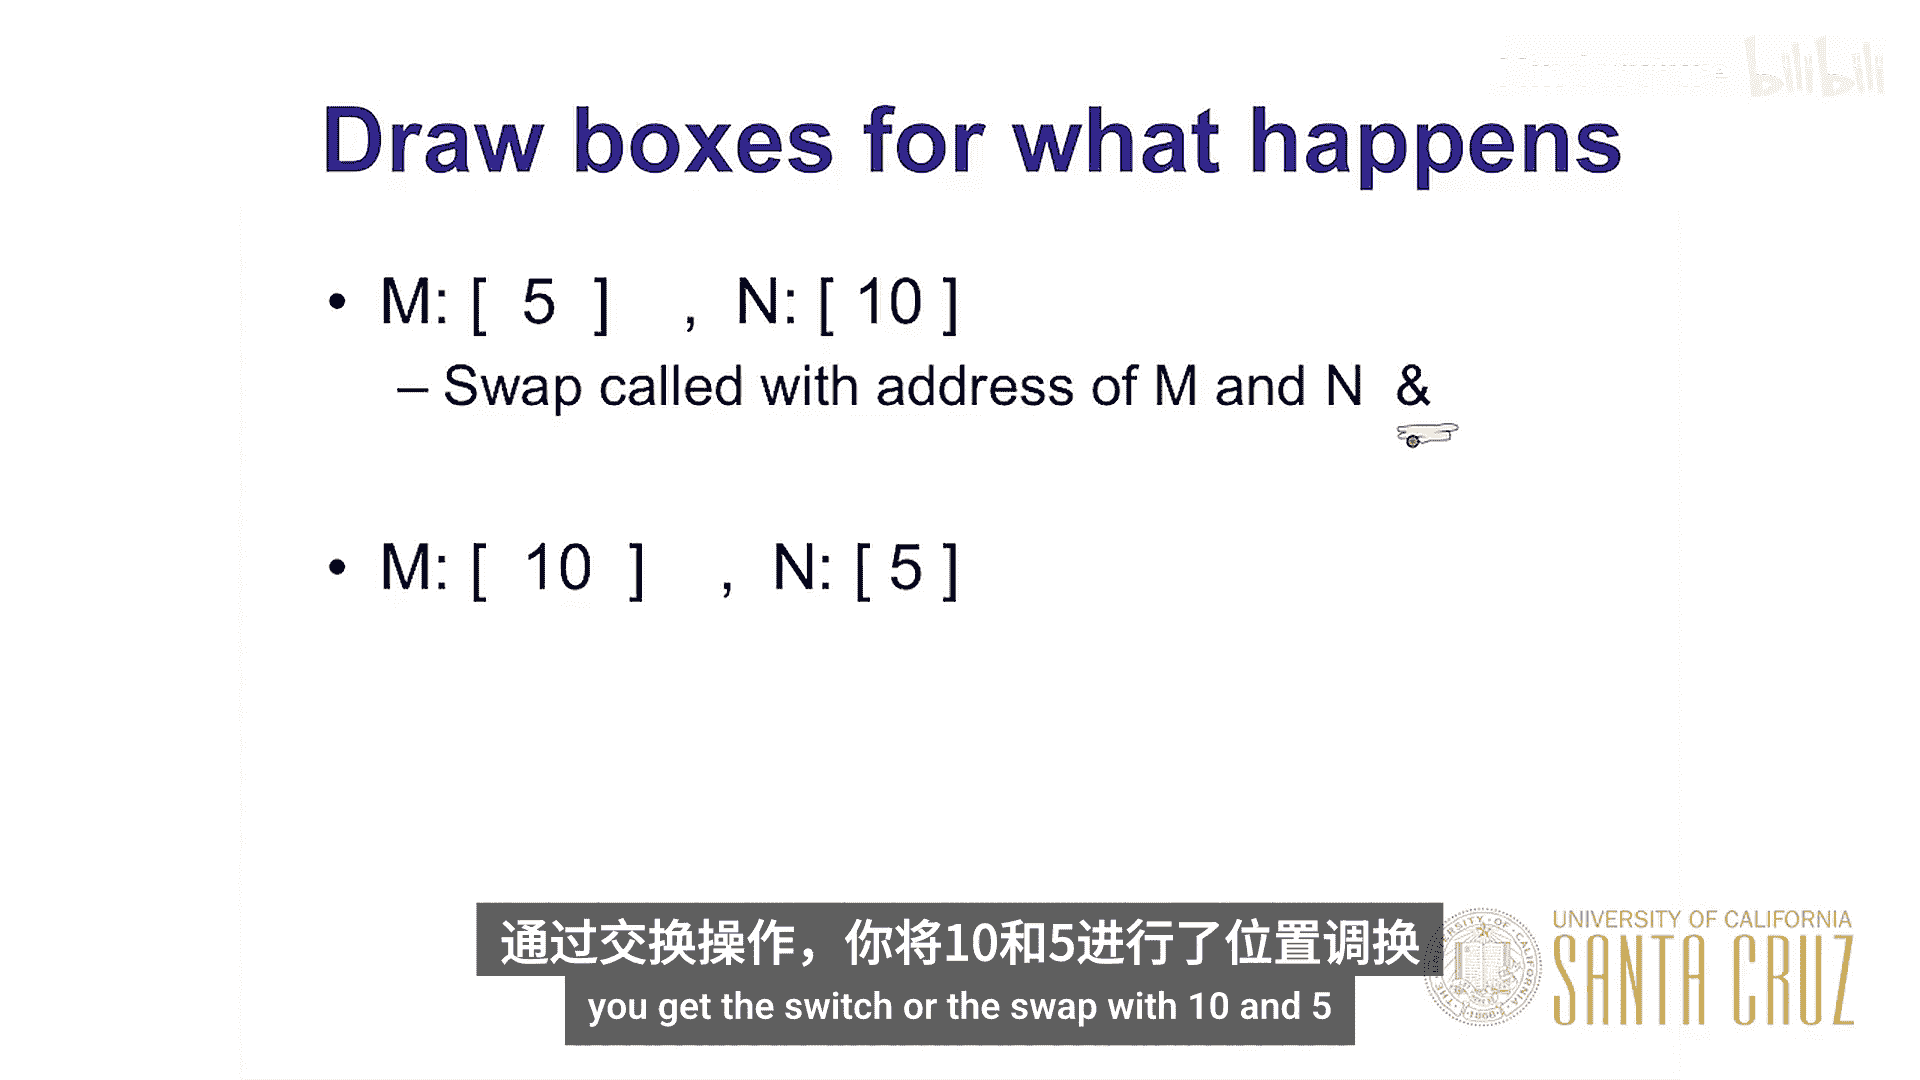 bilibili
Draw boxes for what happens
• M: [ 5 ] , N: [ 10 ]
– Swap called with address of M and N &
• M: [ 10 ] , N: [ 5 ]
通过交换操作，你将10和5进行了位置调换
you get the switch or the swap with 10 and 5
UNIVERSITY OF CALIFORNIA
SANTA CRUZ